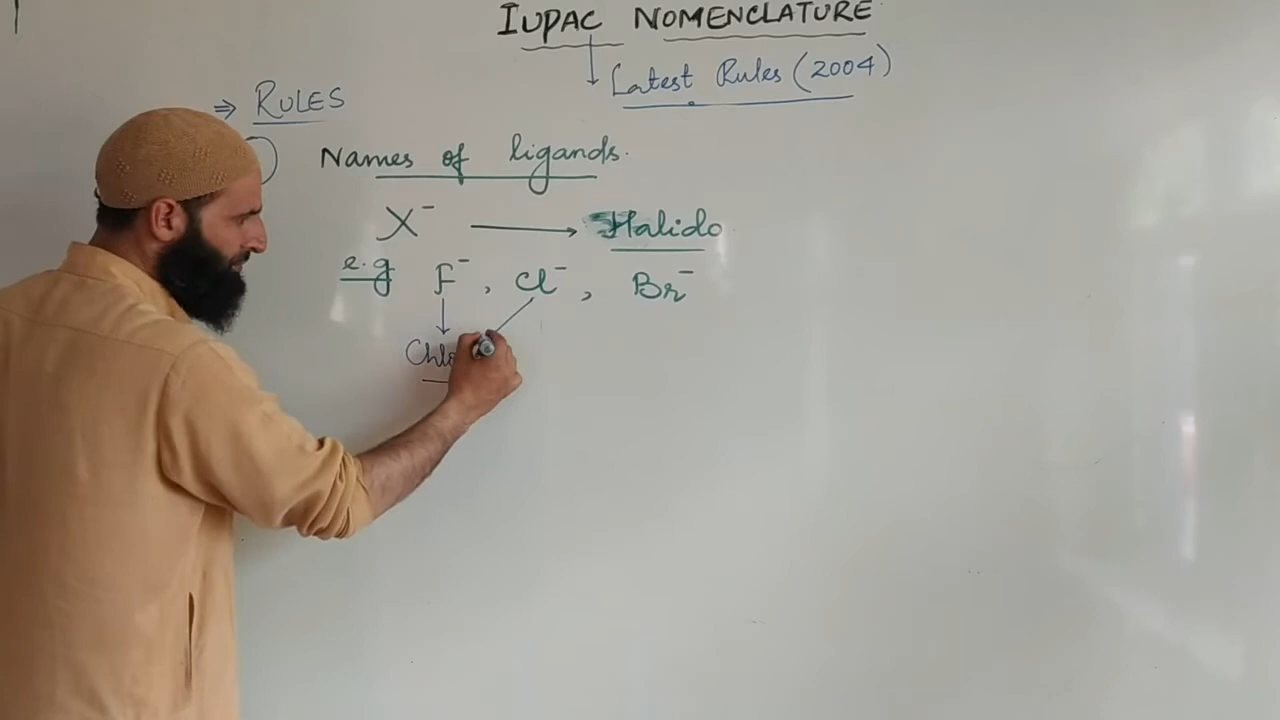 IUPAC NOMENCLATURE
Latest Rules (2004)
⇒ RULES
Names of ligands.
X⁻ → Halido
e.g F⁻, Cl⁻, Br⁻